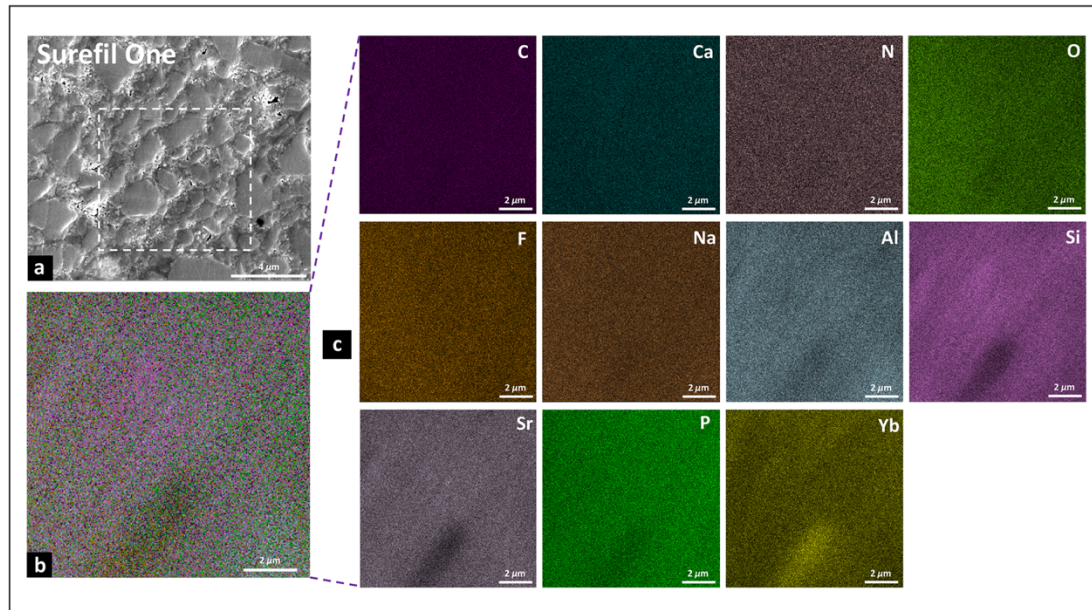 Surefil One
4 µm
a
2 µm
b
c
C
2 µm
Ca
2 µm
N
2 µm
O
2 µm
F
2 µm
Na
2 µm
Al
2 µm
Si
2 µm
Sr
2 µm
P
2 µm
Yb
2 µm